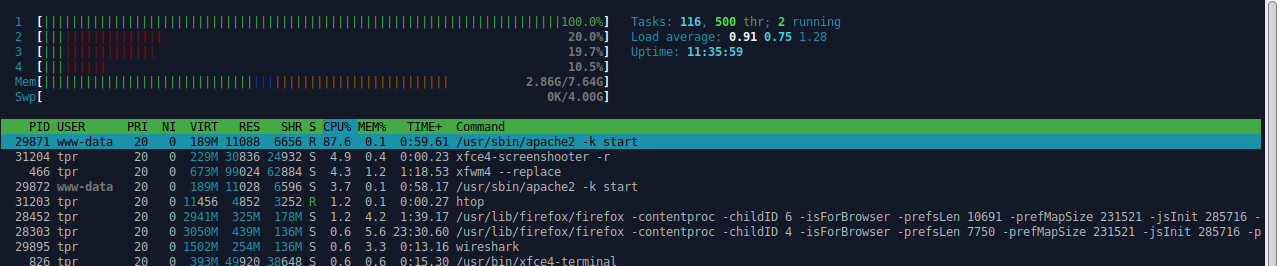 1 [100.0%] Tasks: 116, 500 thr; 2 running
2 [20.0%] Load average: 0.91 0.75 1.28
3 [19.7%] Uptime: 11:35:59
4 [10.5%]
Mem[2.86G/7.64G]
Swp[0K/4.00G]
PID USER PRI NI VIRT RES SHR S CPU% MEM% TIME+ Command
29871 www-data 20 0 189M 11088 6656 R 87.6 0.1 0:59.61 /usr/sbin/apache2 -k start
31204 tpr 20 0 229M 30836 24932 S 4.9 0.4 0:00.23 xfce4-screenshooter -r
466 tpr 20 0 673M 99024 62884 S 4.3 1.2 1:18.53 xfwm4 --replace
29872 www-data 20 0 189M 11028 6596 S 3.7 0.1 0:58.17 /usr/sbin/apache2 -k start
31203 tpr 20 0 11456 4852 3252 R 1.2 0.1 0:00.27 htop
28452 tpr 20 0 2941M 325M 178M S 1.2 4.2 1:39.17 /usr/lib/firefox/firefox -contentproc -childID 6 -isForBrowser -prefsLen 10691 -prefMapSize 231521 -jsInit 285716 -
28303 tpr 20 0 3050M 439M 136M S 0.6 5.6 23:30.60 /usr/lib/firefox/firefox -contentproc -childID 4 -isForBrowser -prefsLen 7750 -prefMapSize 231521 -jsInit 285716 -p
29895 tpr 20 0 1502M 254M 136M S 0.6 3.3 0:13.16 wireshark
826 tpr 20 0 393M 49920 38648 S 0.6 0.6 0:15.30 /usr/bin/xfce4-terminal